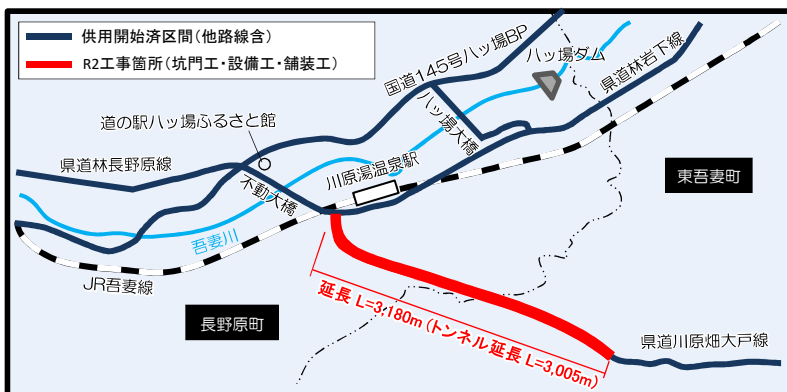 供用開始済区間(他路線含)
R2工事箇所(坑門工・設備工・舗装工)
国道145号八ッ場BP
八ッ場ダム
県道林岩下線
八ッ場大橋
道の駅八ッ場ふるさと館
県道林長野原線
川原湯温泉駅
不動大橋
東吾妻町
吾妻川
JR吾妻線
長野原町
延長 L=3,180m (トンネル延長 L=3,005m)
県道川原畑大戸線